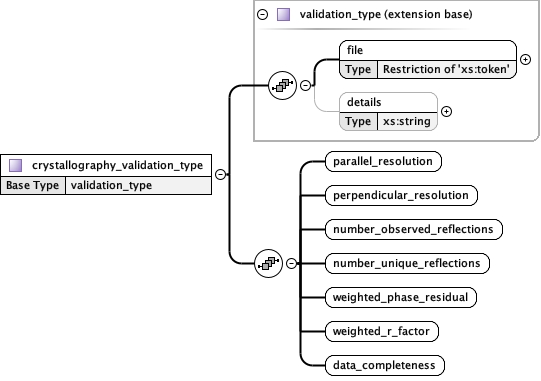 validation_type (extension base)
file
Type Restriction of 'xs:token'
details
Type xs:string
crystallography_validation_type
Base Type validation_type
parallel_resolution
perpendicular_resolution
number_observed_reflections
number_unique_reflections
weighted_phase_residual
weighted_r_factor
data_completeness